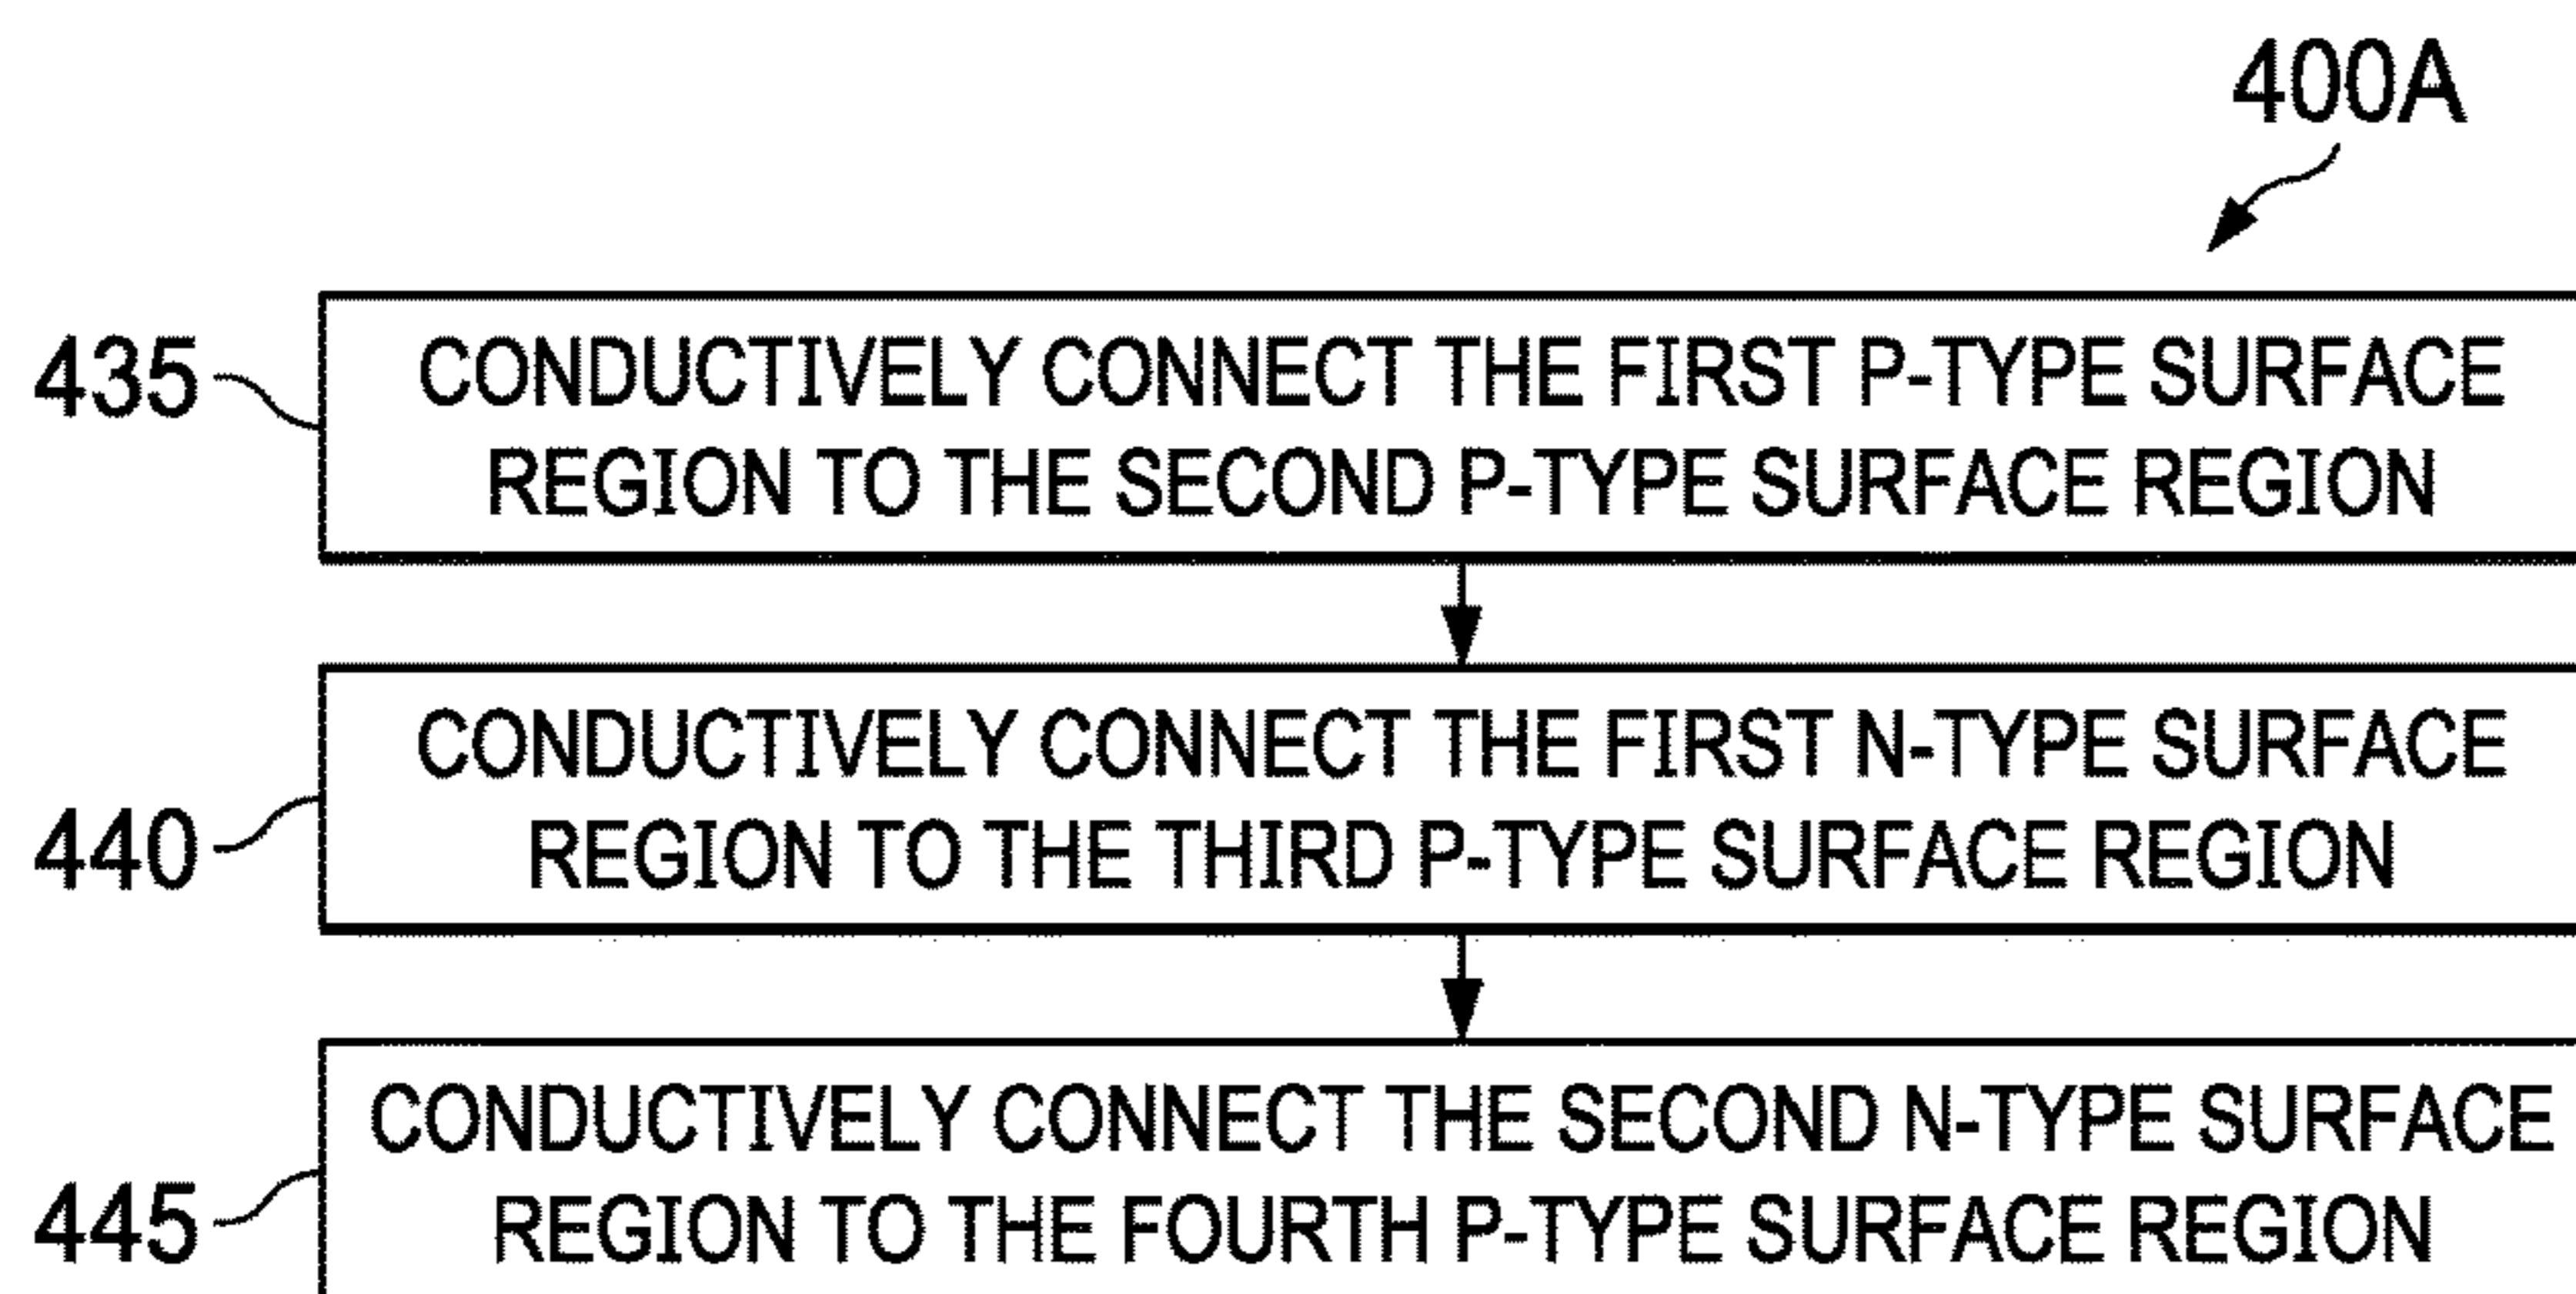 400A
435
CONDUCTIVELY CONNECT THE FIRST P-TYPE SURFACE
REGION TO THE SECOND P-TYPE SURFACE REGION
440
CONDUCTIVELY CONNECT THE FIRST N-TYPE SURFACE
REGION TO THE THIRD P-TYPE SURFACE REGION
445
CONDUCTIVELY CONNECT THE SECOND N-TYPE SURFACE
REGION TO THE FOURTH P-TYPE SURFACE REGION